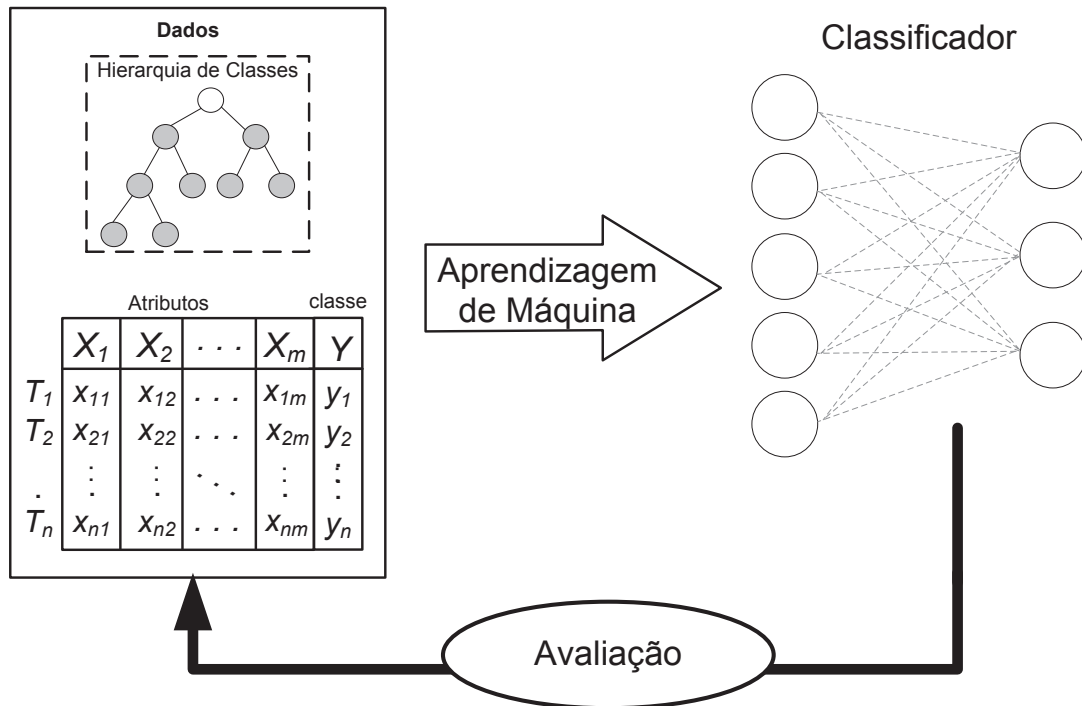 Dados
Hierarquia de Classes
Atributos classe
X1 X2 . . . Xm Y
T1 x11 x12 . . . x1m y1
T2 x21 x22 . . . x2m y2
Tn xn1 xn2 . . . xnm yn
Aprendizagem
de Máquina
Classificador
Avaliação